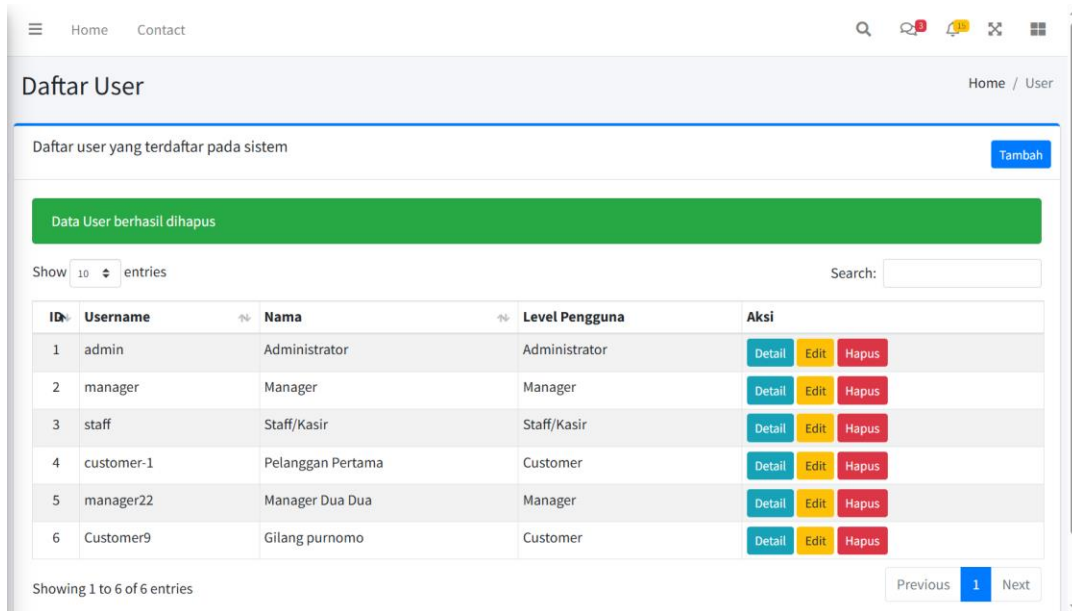 Home Contact 3 15
Daftar User Home / User
Daftar user yang terdaftar pada sistem Tambah
Data User berhasil dihapus
Show 10 entries Search:
ID Username Nama Level Pengguna Aksi
1 admin Administrator Administrator Detail Edit Hapus
2 manager Manager Manager Detail Edit Hapus
3 staff Staff/Kasir Staff/Kasir Detail Edit Hapus
4 customer-1 Pelanggan Pertama Customer Detail Edit Hapus
5 manager22 Manager Dua Dua Manager Detail Edit Hapus
6 Customer9 Gilang purnomo Customer Detail Edit Hapus
Showing 1 to 6 of 6 entries Previous 1 Next